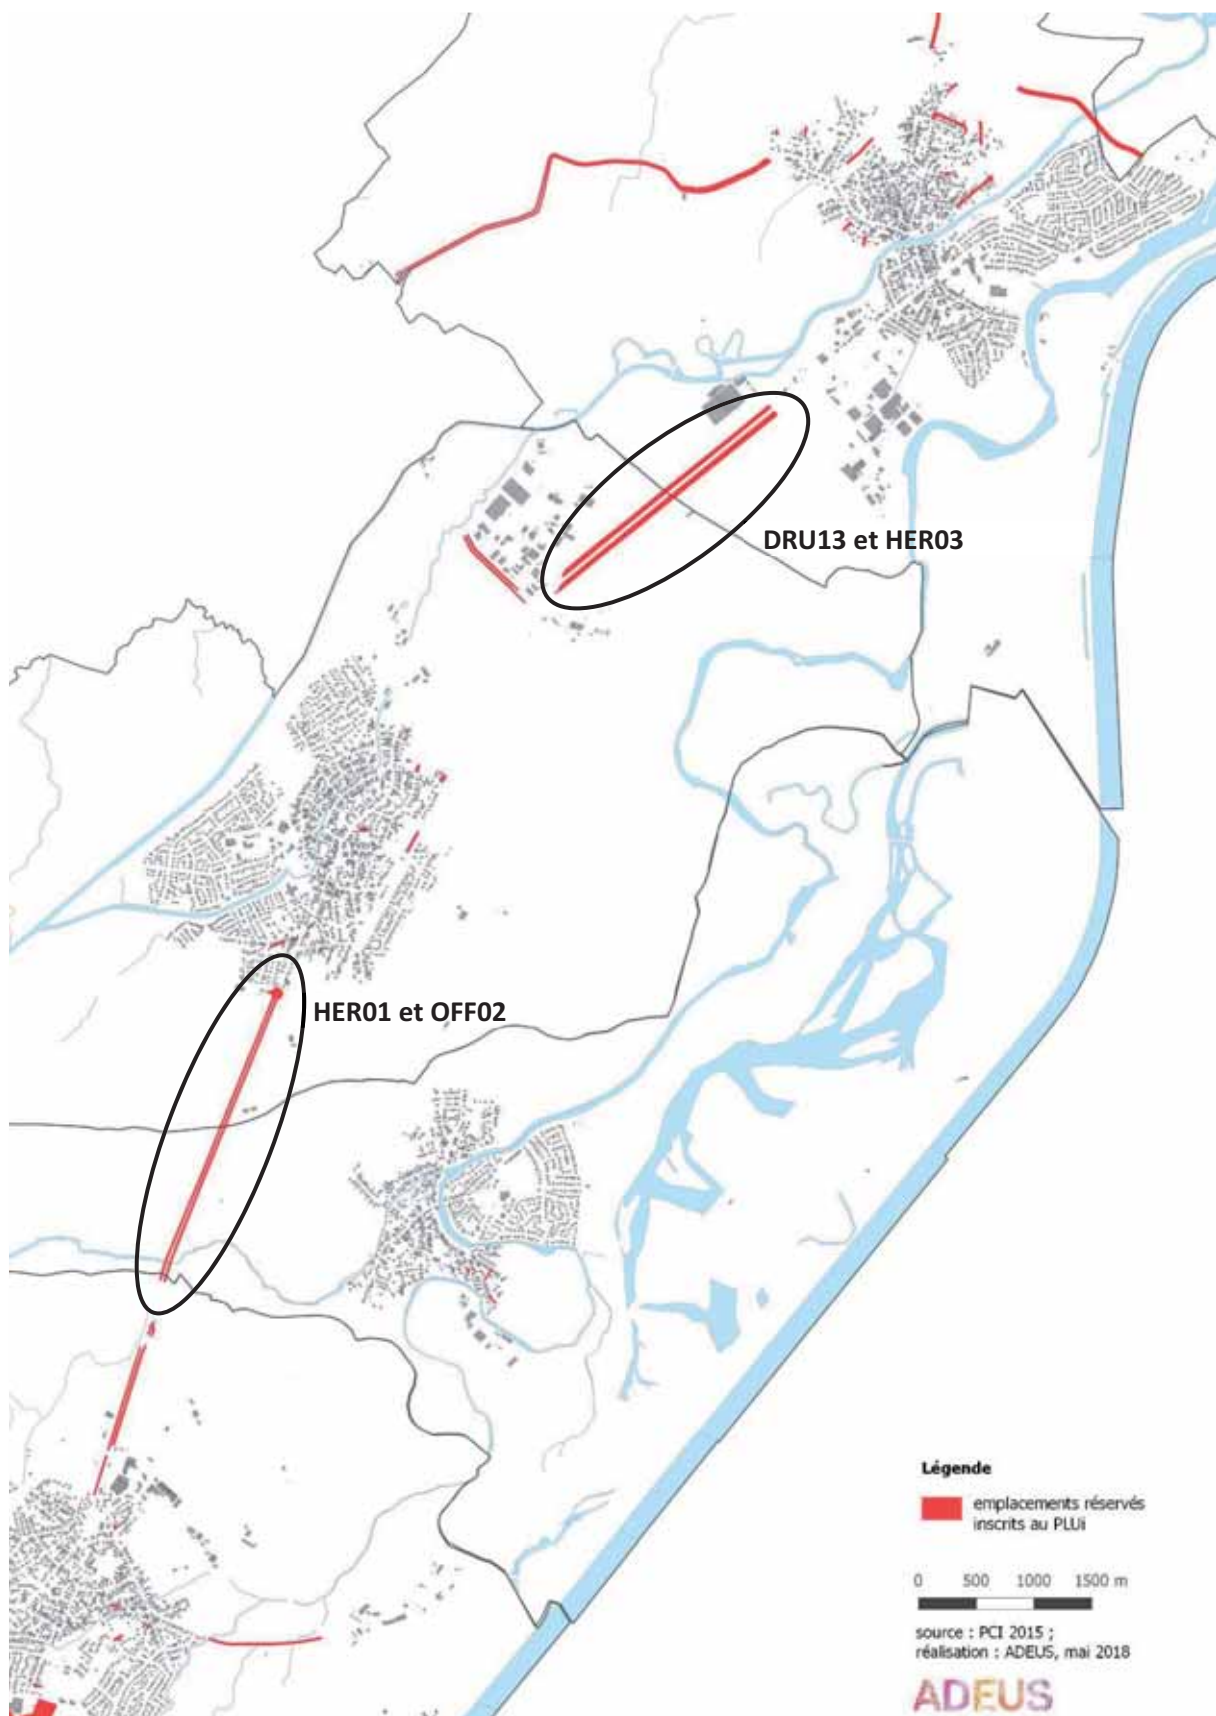 DRU13 et HER03
HER01 et OFF02
Légende
emplacements réservés
inscrits au PLUi
0 500 1000 1500 m
source : PCI 2015 ;
réalisation : ADEUS, mai 2018
ADEUS